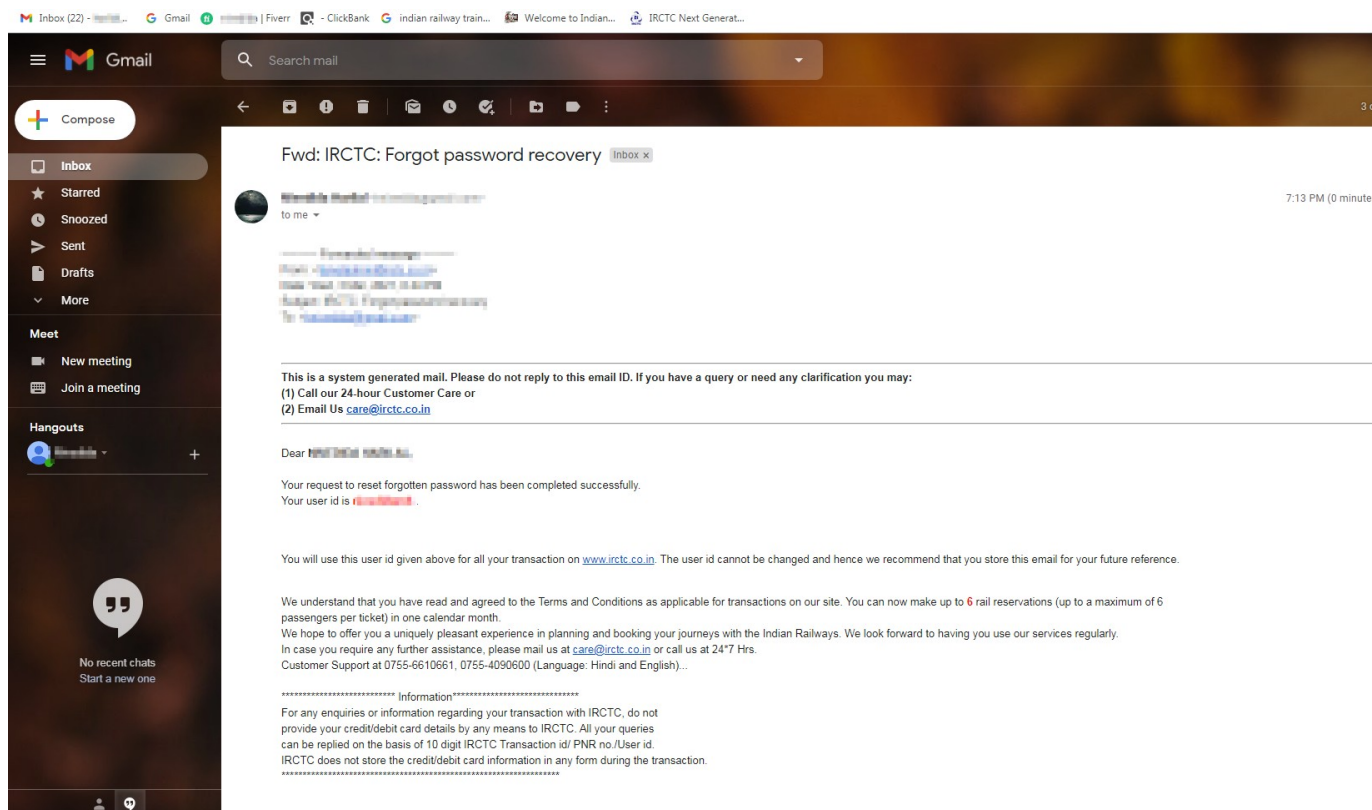 Inbox (22) -
Gmail
| Fiverr
- ClickBank
indian railway train...
Welcome to Indian...
IRCTC Next Generat...
Gmail
Search mail
Compose
3
Inbox
Starred
Snoozed
Sent
Drafts
More
Meet
New meeting
Join a meeting
Hangouts
No recent chats
Start a new one
Fwd: IRCTC: Forgot password recovery Inbox x
7:13 PM (0 minute
to me
This is a system generated mail. Please do not reply to this email ID. If you have a query or need any clarification you may:
(1) Call our 24-hour Customer Care or
(2) Email Us care@irctc.co.in
Dear
Your request to reset forgotten password has been completed successfully.
Your user id is .
You will use this user id given above for all your transaction on www.irctc.co.in. The user id cannot be changed and hence we recommend that you store this email for your future reference.
We understand that you have read and agreed to the Terms and Conditions as applicable for transactions on our site. You can now make up to 6 rail reservations (up to a maximum of 6
passengers per ticket) in one calendar month.
We hope to offer you a uniquely pleasant experience in planning and booking your journeys with the Indian Railways. We look forward to having you use our services regularly.
In case you require any further assistance, please mail us at care@irctc.co.in or call us at 24*7 Hrs.
Customer Support at 0755-6610661, 0755-4090600 (Language: Hindi and English)...
*************************** Information******************************
For any enquiries or information regarding your transaction with IRCTC, do not
provide your credit/debit card details by any means to IRCTC. All your queries
can be replied on the basis of 10 digit IRCTC Transaction id/ PNR no./User id.
IRCTC does not store the credit/debit card information in any form during the transaction.
******************************************************************